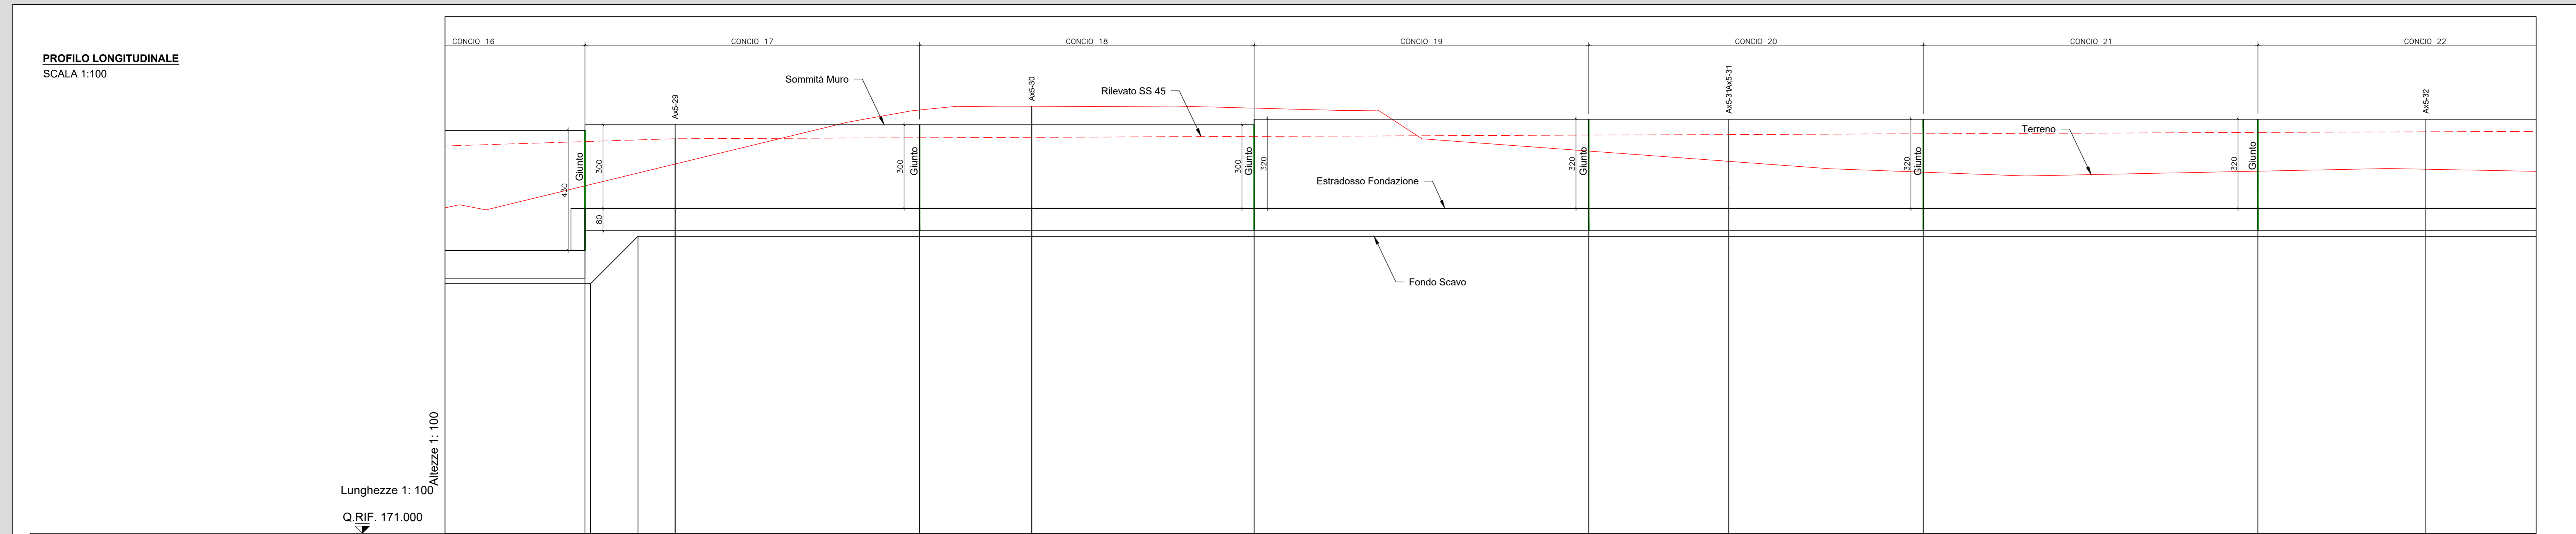 CONCIO 16
CONCIO 17
CONCIO 18
CONCIO 19
CONCIO 20
CONCIO 21
CONCIO 22
PROFILO LONGITUDINALE
SCALA 1:100
Sommità Muro
Rilevato SS 45
Terreno
Estradosso Fondazione
Fondo Scavo
Ax5-29
Ax5-30
Ax5-31Ax5-31
Ax5-32
430
Giunto
300
80
300
Giunto
300
Giunto
320
320
Giunto
320
Giunto
320
Giunto
Altezze 1: 100
Lunghezze 1: 100
Q.RIF. 171.000